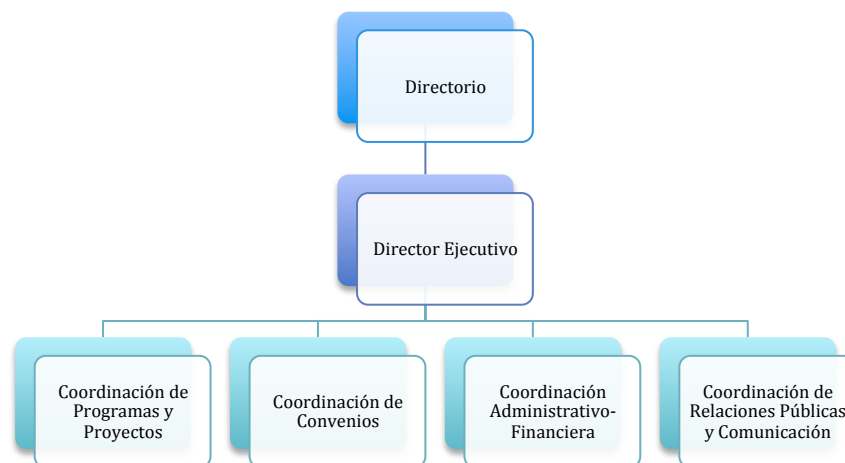 Directorio
Director Ejecutivo
Coordinación de
Programas y
Proyectos
Coordinación de
Convenios
Coordinación
Administrativo-
Financiera
Coordinación de
Relaciones Públicas
y Comunicación